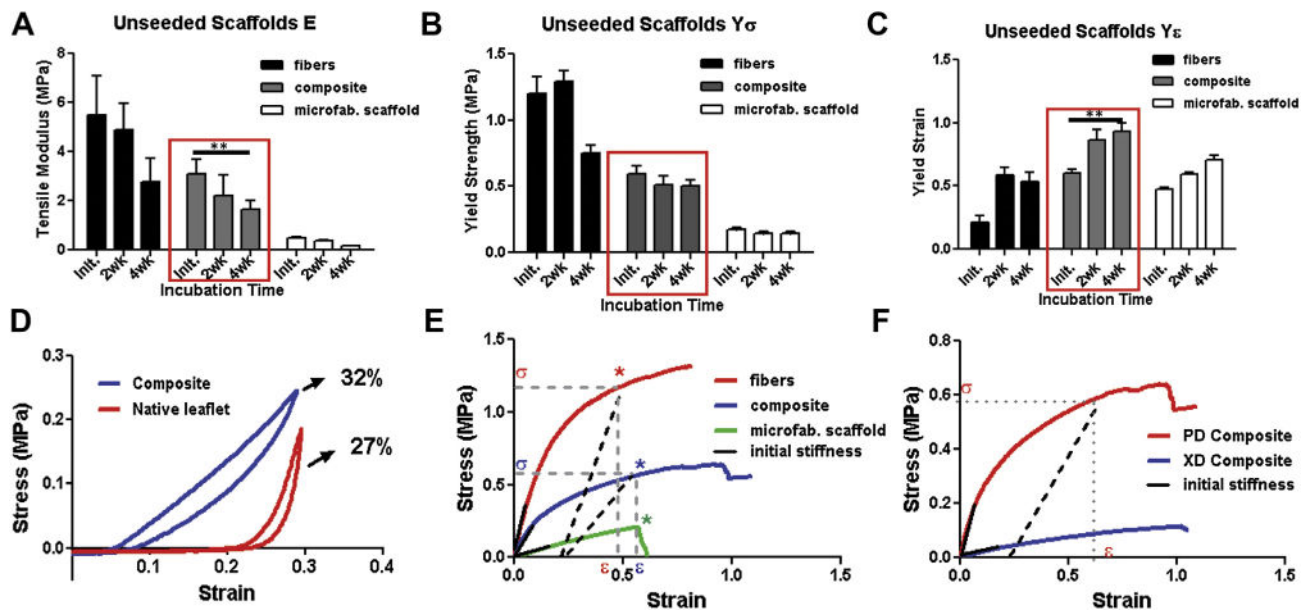 A
Unseeded Scaffolds E
Tensile Modulus (MPa)
8
6
4
2
0
fibers
composite
microfab. scaffold
**
Init. 2wk 4wk Init. 2wk 4wk Init. 2wk 4wk
Incubation Time
B
Unseeded Scaffolds Yσ
Yield Strength (MPa)
1.5
1.0
0.5
0.0
fibers
composite
microfab. scaffold
Init. 2wk 4wk Init. 2wk 4wk Init. 2wk 4wk
Incubation Time
C
Unseeded Scaffolds Yε
Yield Strain
1.5
1.0
0.5
0.0
fibers
composite
microfab. scaffold
**
Init. 2wk 4wk Init. 2wk 4wk Init. 2wk 4wk
Incubation Time
D
Stress (MPa)
0.3
0.2
0.1
0.0
Composite
Native leaflet
32%
27%
0.1 0.2 0.3 0.4
Strain
E
Stress (MPa)
1.5
1.0
0.5
0.0
σ
σ
*
*
*
fibers
composite
microfab. scaffold
initial stiffness
0.0 0.5 1.0 1.5
ε ε
Strain
F
Stress (MPa)
0.8
0.6
0.4
0.2
0.0
σ
PD Composite
XD Composite
initial stiffness
ε
0.0 0.5 1.0 1.5
Strain